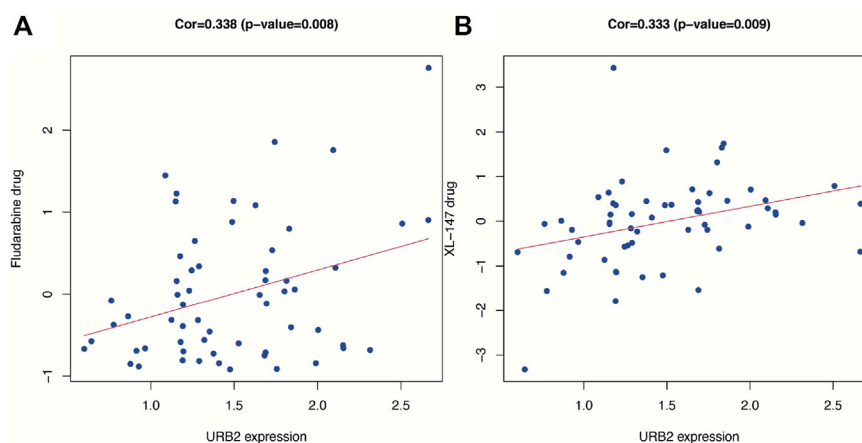 A
Cor=0.338 (p-value=0.008)
Fludarabine drug
2
1
0
−1
1.0 1.5 2.0 2.5
URB2 expression
B
Cor=0.333 (p-value=0.009)
XL−147 drug
3
2
1
0
−1
−2
−3
1.0 1.5 2.0 2.5
URB2 expression